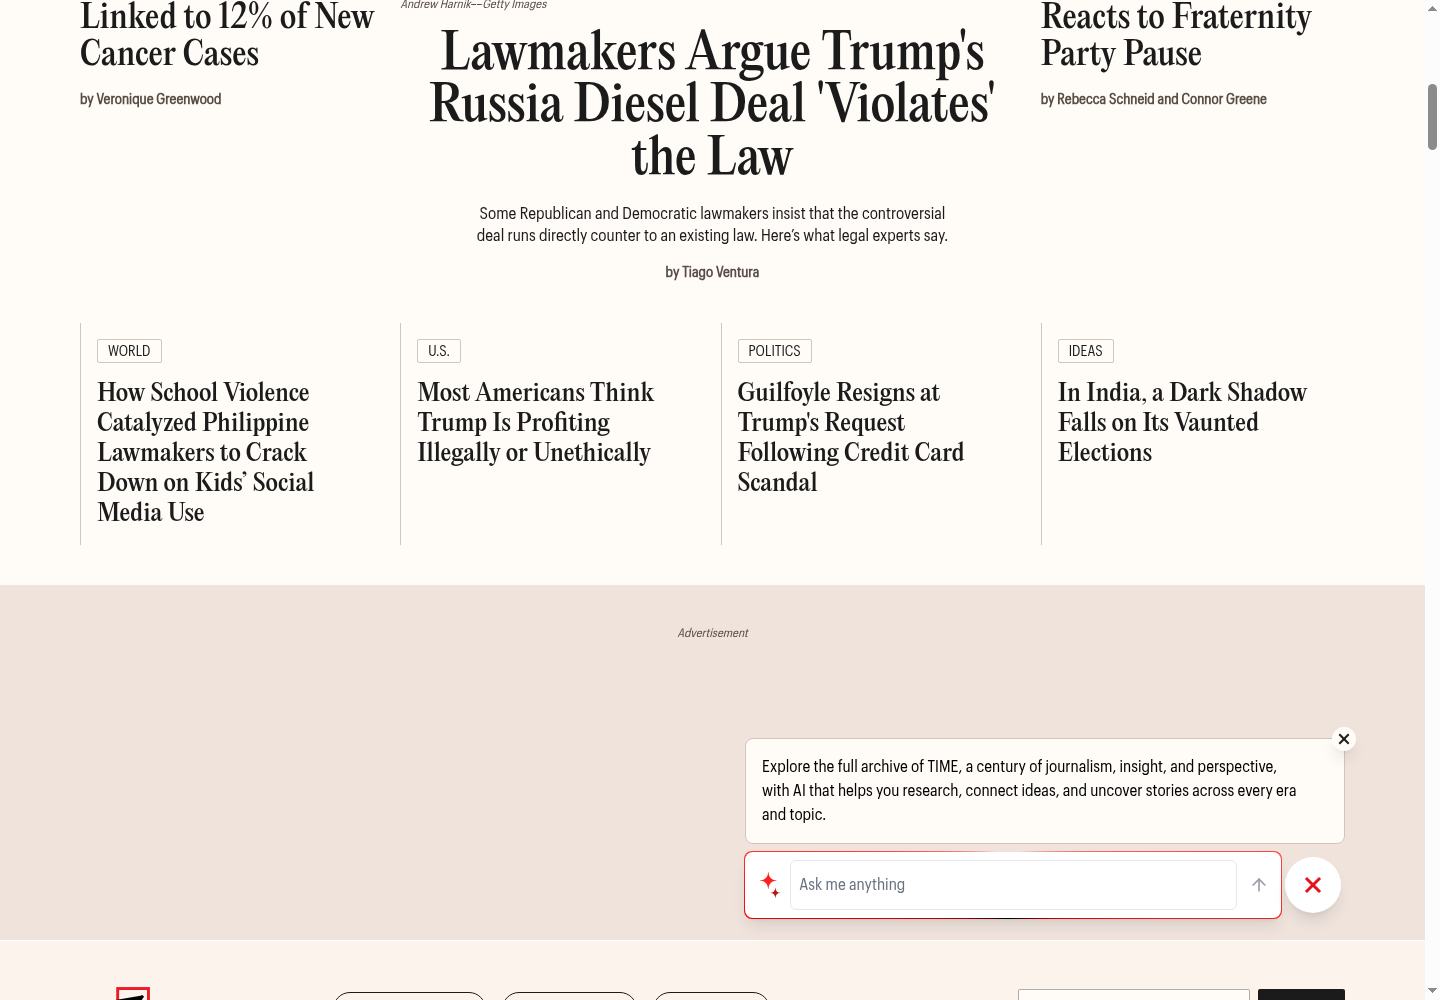 Linked to 12% of New
Cancer Cases
by Veronique Greenwood
Andrew Harnik—Getty Images
Lawmakers Argue Trump's
Russia Diesel Deal 'Violates'
the Law
Some Republican and Democratic lawmakers insist that the controversial
deal runs directly counter to an existing law. Here’s what legal experts say.
by Tiago Ventura
Reacts to Fraternity
Party Pause
by Rebecca Schneid and Connor Greene
WORLD
How School Violence
Catalyzed Philippine
Lawmakers to Crack
Down on Kids’ Social
Media Use
U.S.
Most Americans Think
Trump Is Profiting
Illegally or Unethically
POLITICS
Guilfoyle Resigns at
Trump's Request
Following Credit Card
Scandal
IDEAS
In India, a Dark Shadow
Falls on Its Vaunted
Elections
Advertisement
Explore the full archive of TIME, a century of journalism, insight, and perspective,
with AI that helps you research, connect ideas, and uncover stories across every era
and topic.
Ask me anything